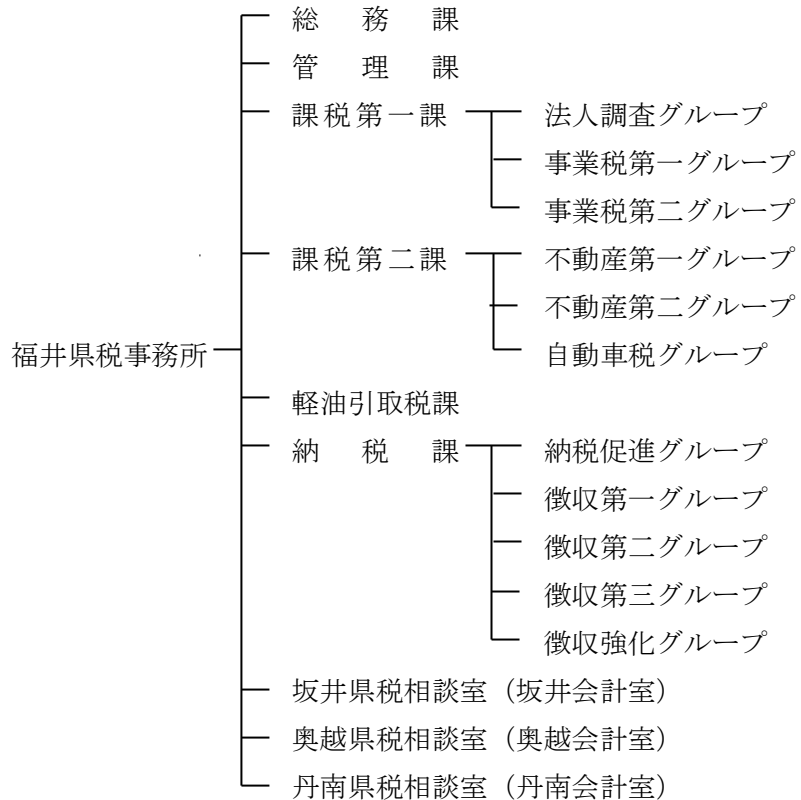 総務課
管理課
課税第一課 法人調査グループ
事業税第一グループ
事業税第二グループ
課税第二課 不動産第一グループ
不動産第二グループ
福井県税事務所 自動車税グループ
軽油引取税課
納税課 納税促進グループ
徴収第一グループ
徴収第二グループ
徴収第三グループ
徴収強化グループ
坂井県税相談室（坂井会計室）
奥越県税相談室（奥越会計室）
丹南県税相談室（丹南会計室）